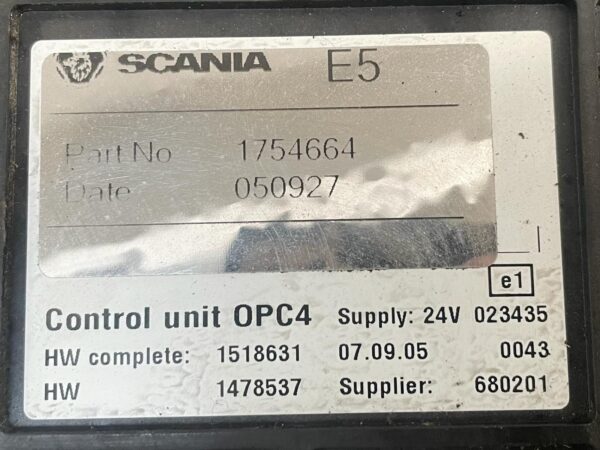 SCANIA E5
Part No 1754664
Date 050927
e1
Control unit OPC4 Supply: 24V 023435
HW complete: 1518631 07.09.05 0043
HW 1478537 Supplier: 680201